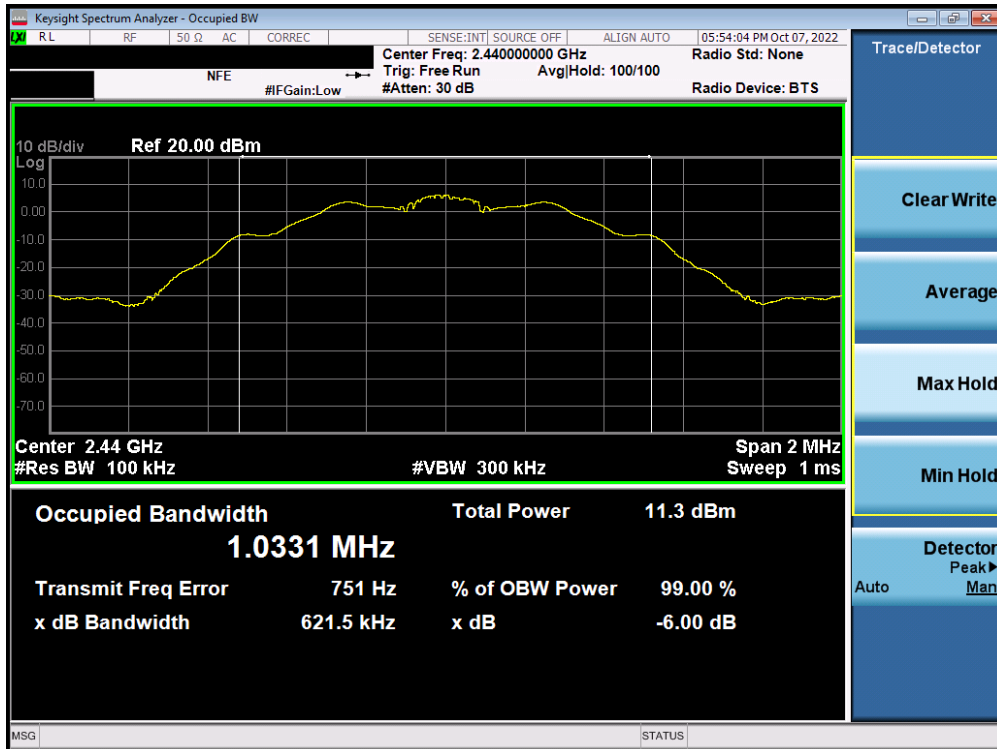 Keysight Spectrum Analyzer - Occupied BW
LXI RL RF 50 Ω AC CORREC SENSE:INT SOURCE OFF ALIGN AUTO 05:54:04 PM Oct 07, 2022
Center Freq: 2.440000000 GHz Radio Std: None
NFE Trig: Free Run Avg|Hold: 100/100
#IFGain:Low #Atten: 30 dB Radio Device: BTS
Trace/Detector
10 dB/div Ref 20.00 dBm
Log
10.0
0.00
-10.0
-20.0
-30.0
-40.0
-50.0
-60.0
-70.0
Center 2.44 GHz Span 2 MHz
#Res BW 100 kHz #VBW 300 kHz Sweep 1 ms
Occupied Bandwidth Total Power 11.3 dBm
1.0331 MHz
Transmit Freq Error 751 Hz % of OBW Power 99.00 %
x dB Bandwidth 621.5 kHz x dB -6.00 dB
Clear Write
Average
Max Hold
Min Hold
Detector
Peak▶
Auto Man
MSG STATUS